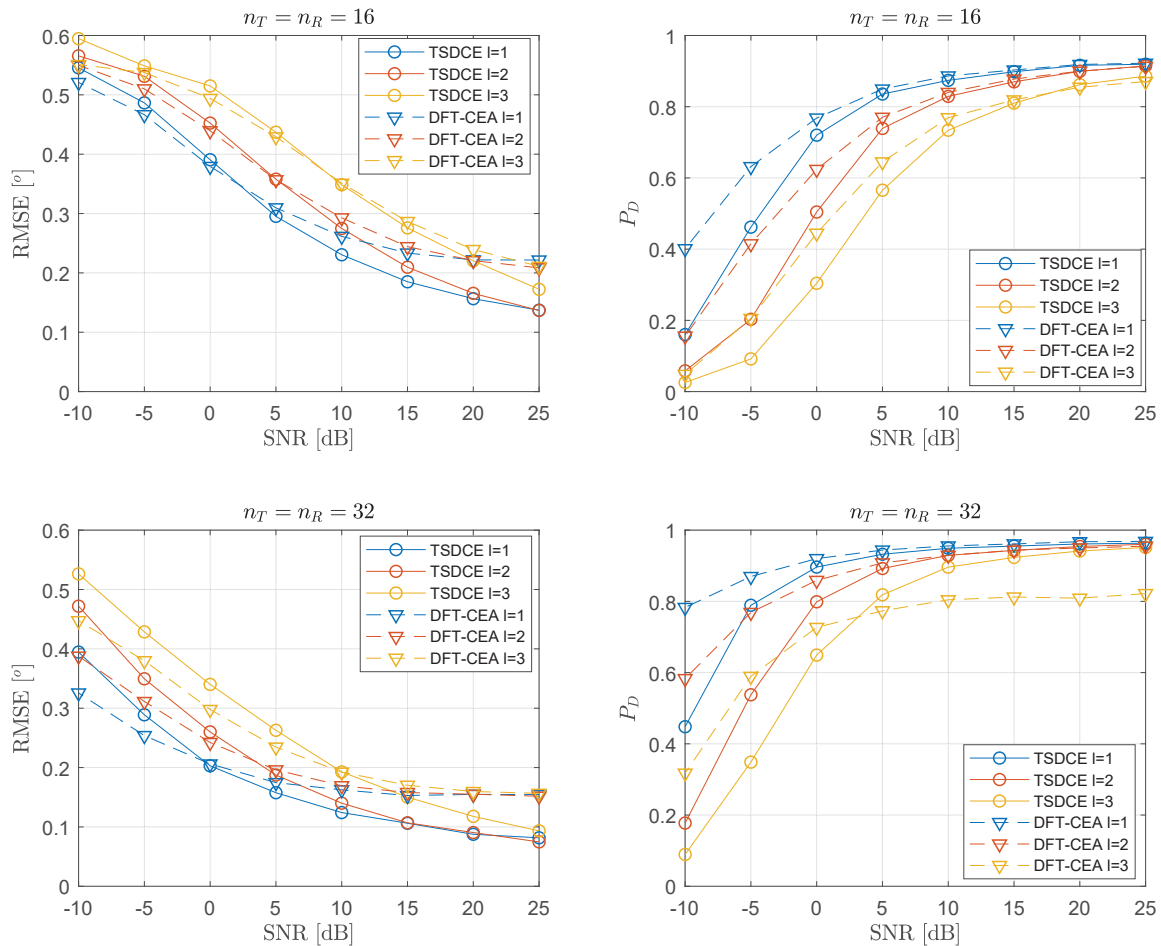 n_T = n_R = 16
RMSE [°]
0.6
0.5
0.4
0.3
0.2
0.1
0
-10 -5 0 5 10 15 20 25
SNR [dB]
TSDCE l=1
TSDCE l=2
TSDCE l=3
DFT-CEA l=1
DFT-CEA l=2
DFT-CEA l=3
n_T = n_R = 16
P_D
1
0.8
0.6
0.4
0.2
0
-10 -5 0 5 10 15 20 25
SNR [dB]
TSDCE l=1
TSDCE l=2
TSDCE l=3
DFT-CEA l=1
DFT-CEA l=2
DFT-CEA l=3
n_T = n_R = 32
RMSE [°]
0.6
0.5
0.4
0.3
0.2
0.1
0
-10 -5 0 5 10 15 20 25
SNR [dB]
TSDCE l=1
TSDCE l=2
TSDCE l=3
DFT-CEA l=1
DFT-CEA l=2
DFT-CEA l=3
n_T = n_R = 32
P_D
1
0.8
0.6
0.4
0.2
0
-10 -5 0 5 10 15 20 25
SNR [dB]
TSDCE l=1
TSDCE l=2
TSDCE l=3
DFT-CEA l=1
DFT-CEA l=2
DFT-CEA l=3